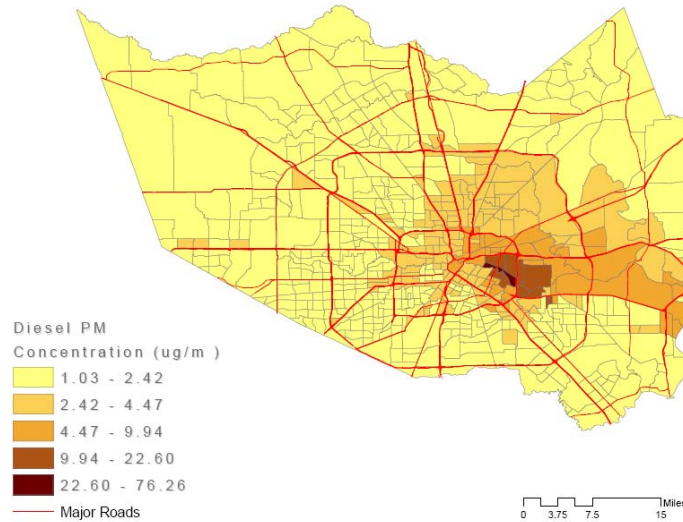 Diesel PM
Concentration (ug/m )
1.03 - 2.42
2.42 - 4.47
4.47 - 9.94
9.94 - 22.60
22.60 - 76.26
Major Roads
Miles
0 3.75 7.5 15